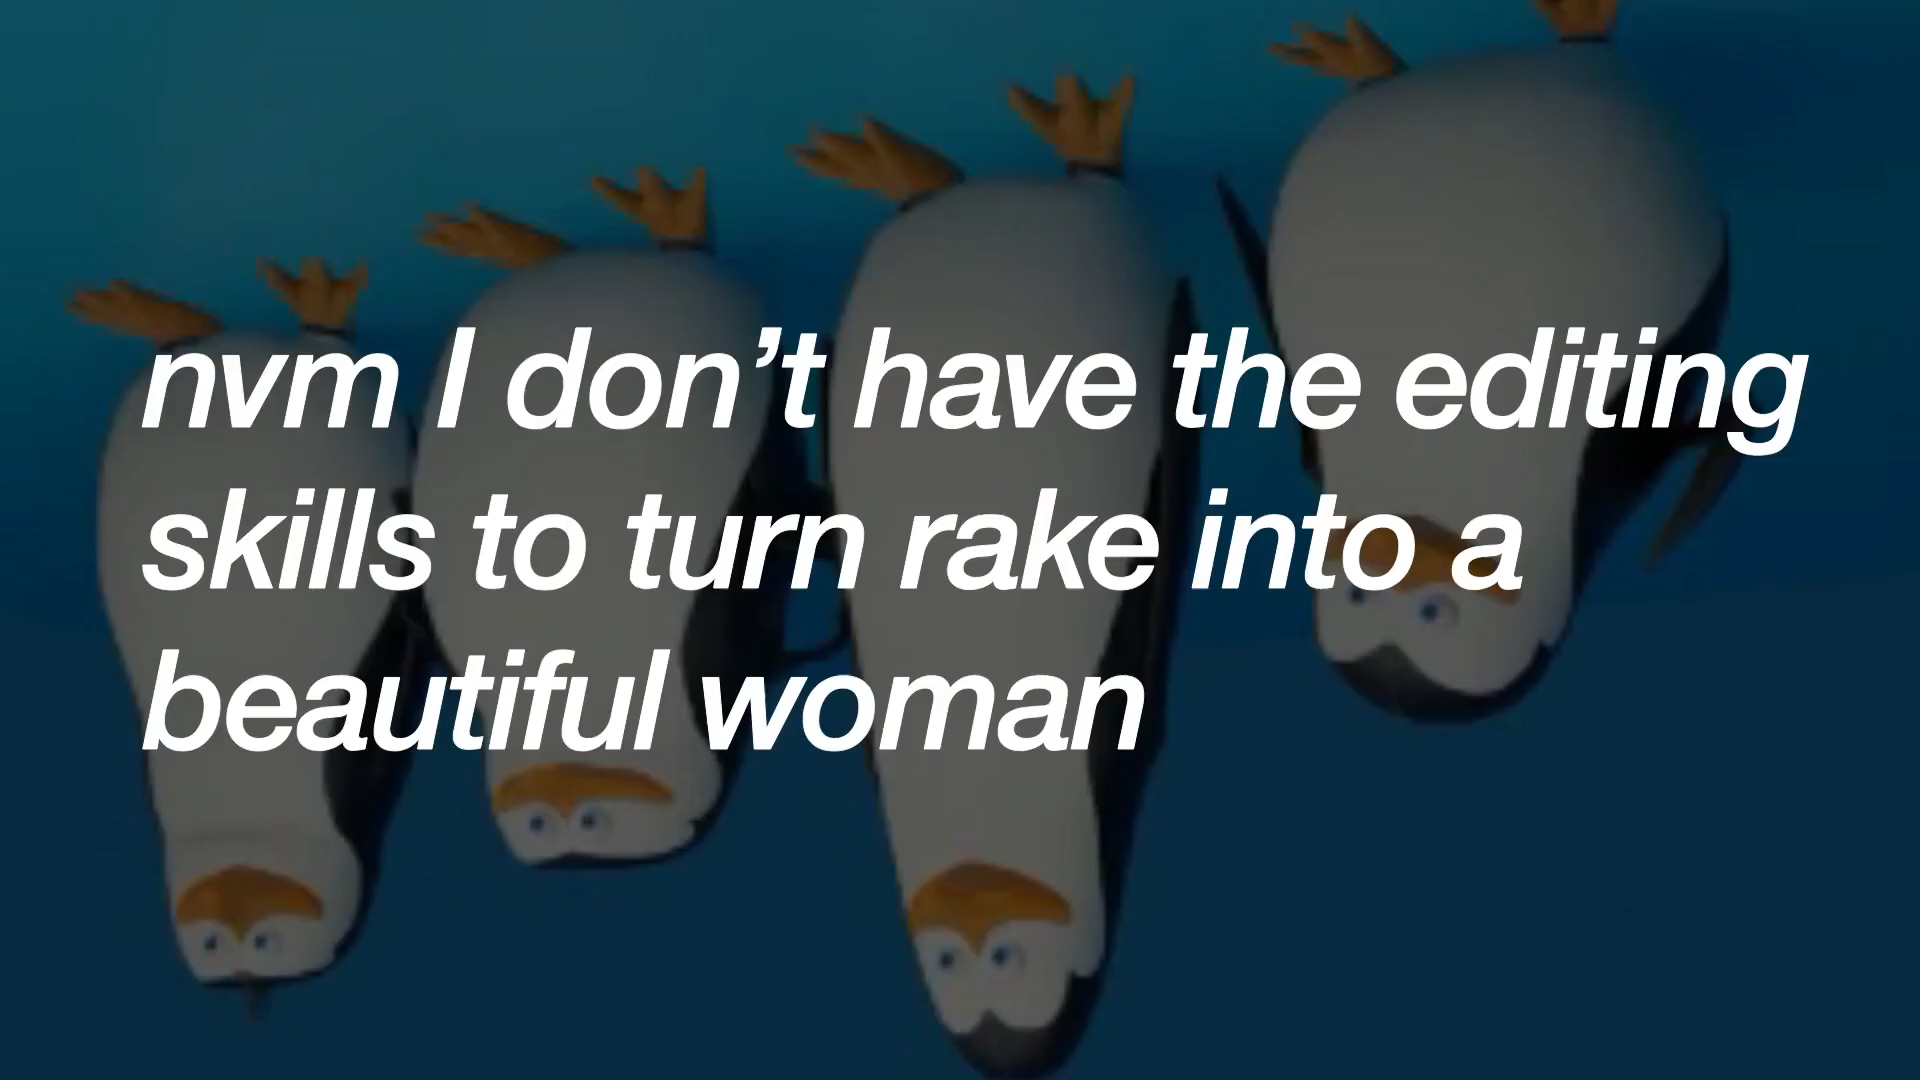 nvm I don’t have the editing
skills to turn rake into a
beautiful woman